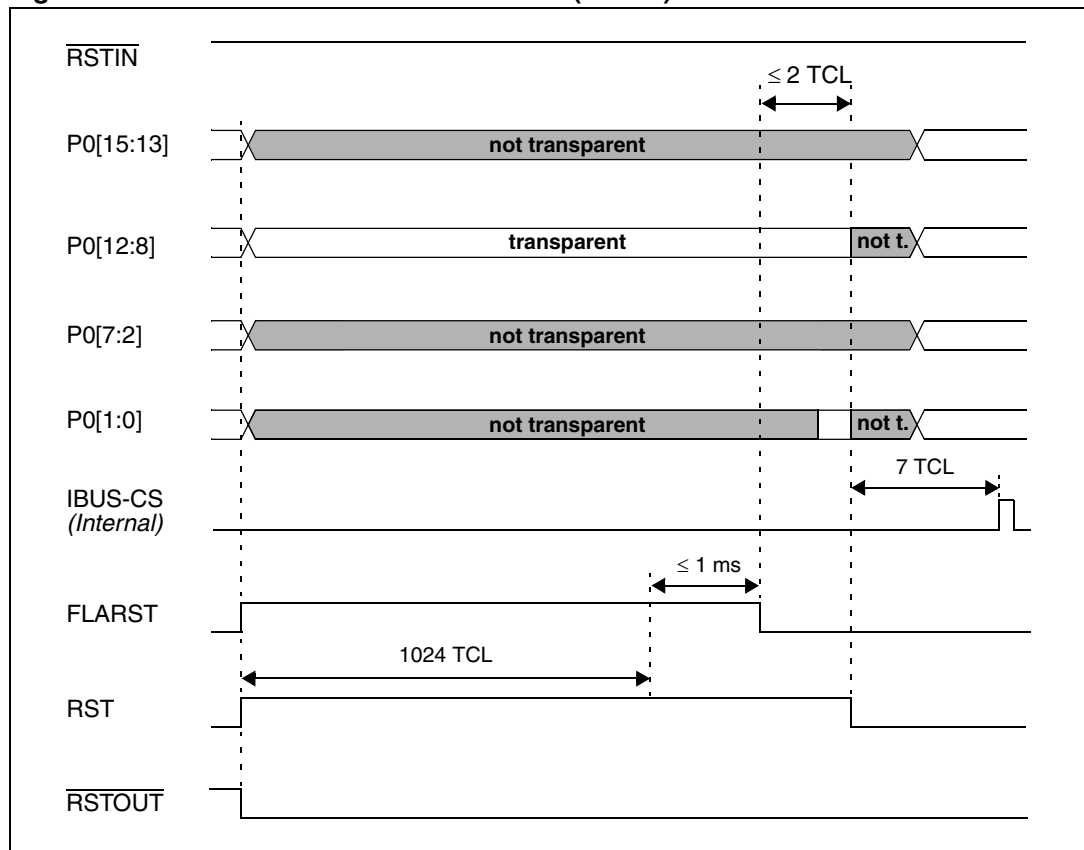 RSTIN
≤ 2 TCL
P0[15:13]
not transparent
P0[12:8]
transparent
not t.
P0[7:2]
not transparent
P0[1:0]
not transparent
not t.
7 TCL
IBUS-CS
(Internal)
≤ 1 ms
FLARST
1024 TCL
RST
RSTOUT